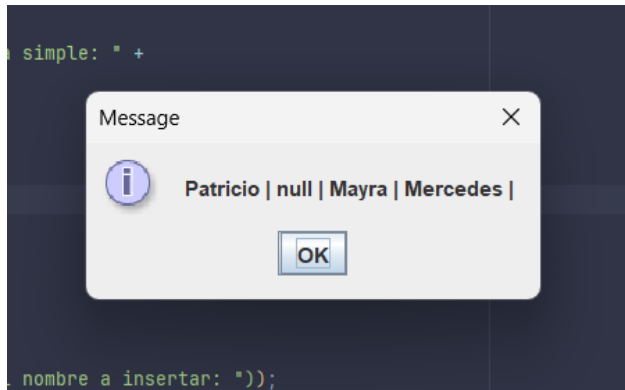 a simple: " +
Message
Patricio | null | Mayra | Mercedes |
OK
nombre a insertar: "));